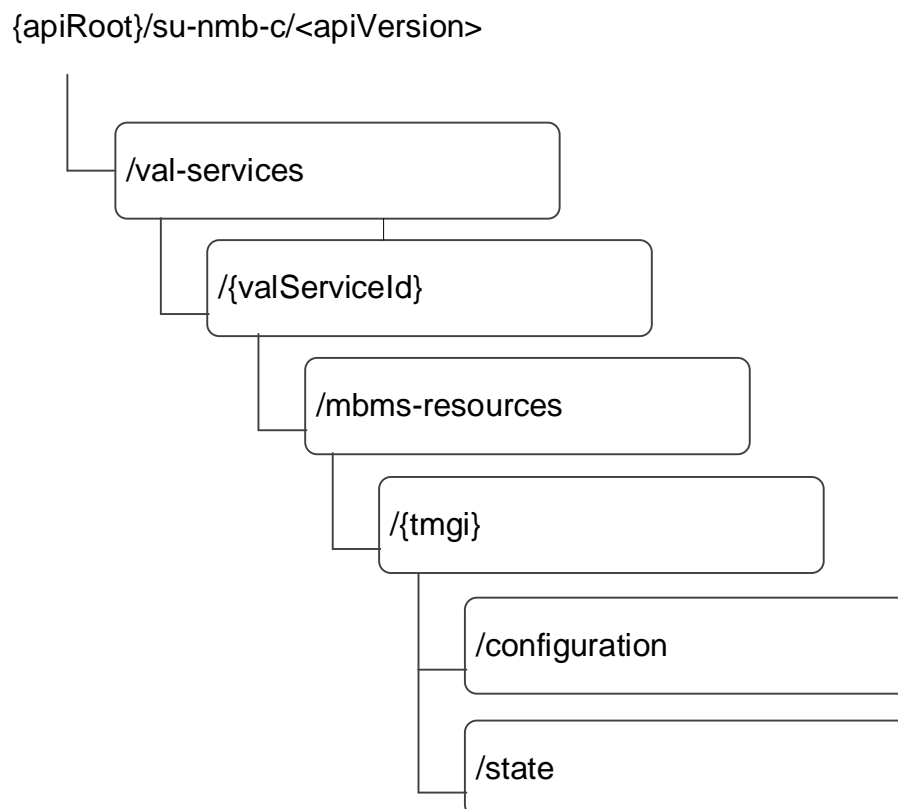 {apiRoot}/su-nmb-c/<apiVersion>
/val-services
/{valServiceId}
/mbms-resources
/{tmgi}
/configuration
/state